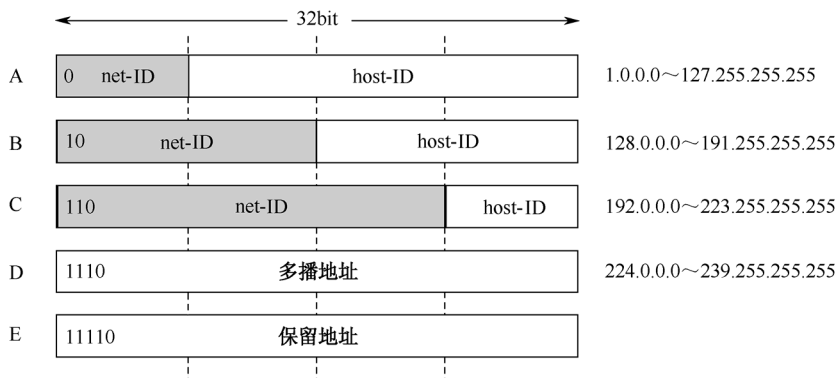 32bit
A 0 net-ID host-ID 1.0.0.0～127.255.255.255
B 10 net-ID host-ID 128.0.0.0～191.255.255.255
C 110 net-ID host-ID 192.0.0.0～223.255.255.255
D 1110 多播地址 224.0.0.0～239.255.255.255
E 11110 保留地址